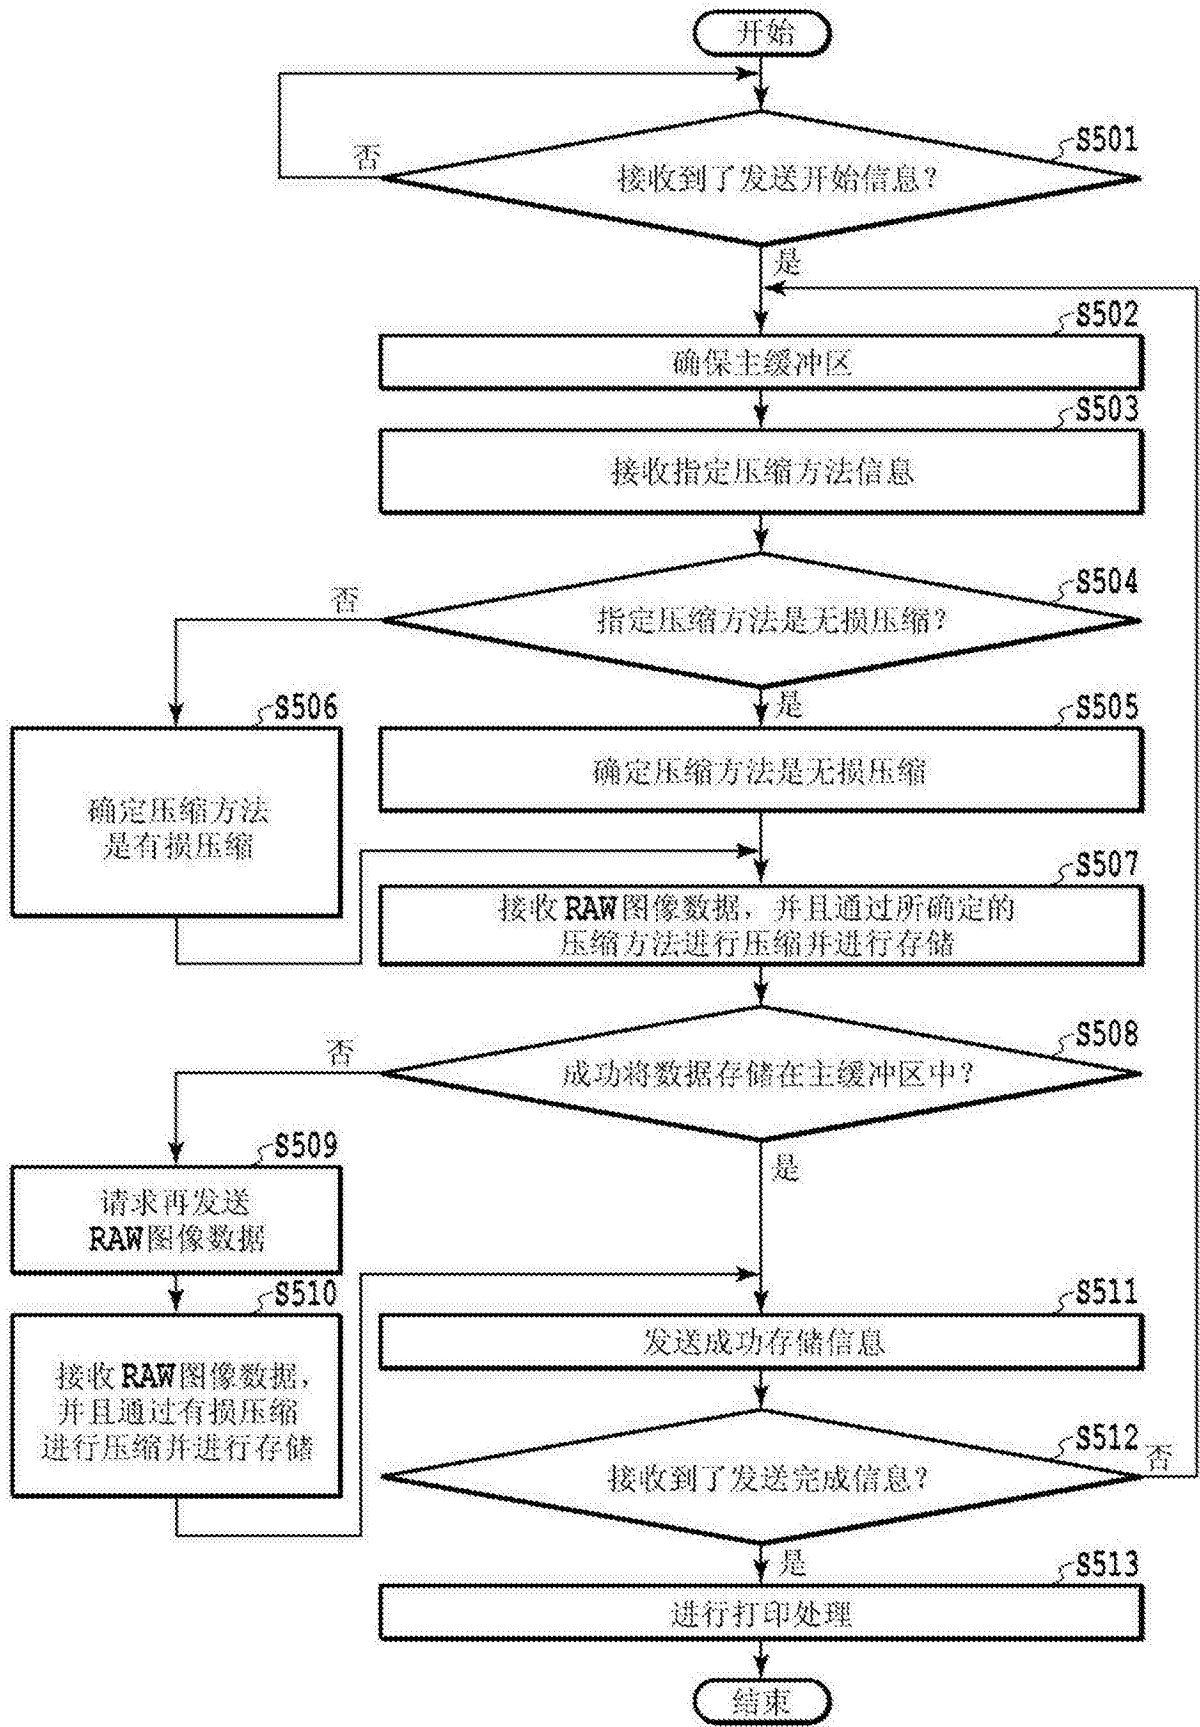 开始
S501
否
接收到了发送开始信息?
是
S502
确保主缓冲区
S503
接收指定压缩方法信息
S504
否
指定压缩方法是无损压缩?
是
S506
S505
确定压缩方法
是有损压缩
确定压缩方法是无损压缩
S507
接收RAW图像数据，并且通过所确定的
压缩方法进行压缩并进行存储
S508
否
成功将数据存储在主缓冲区中?
是
S509
请求再发送
RAW图像数据
S510
接收RAW图像数据，
并且通过有损压缩
进行压缩并进行存储
S511
发送成功存储信息
S512
否
接收到了发送完成信息?
是
S513
进行打印处理
结束